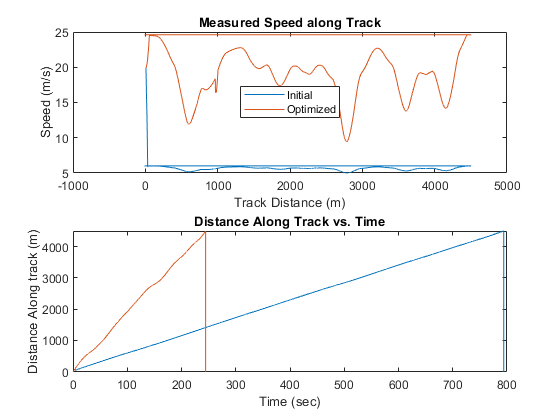 Measured Speed along Track
25
20
15
10
5
Speed (m/s)
Initial
Optimized
-1000 0 1000 2000 3000 4000 5000
Track Distance (m)
Distance Along Track vs. Time
4000
3000
2000
1000
0
Distance Along track (m)
0 100 200 300 400 500 600 700 800
Time (sec)